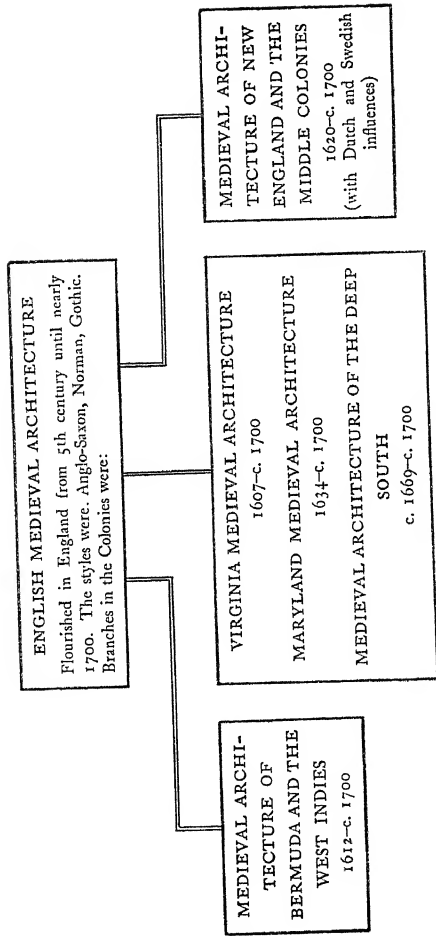 ENGLISH MEDIEVAL ARCHITECTURE
Flourished in England from 5th century until nearly
1700. The styles were. Anglo-Saxon, Norman, Gothic.
Branches in the Colonies were:
MEDIEVAL ARCHI-
TECTURE OF
BERMUDA AND THE
WEST INDIES
1612–c. 1700
VIRGINIA MEDIEVAL ARCHITECTURE
1607–c. 1700
MARYLAND MEDIEVAL ARCHITECTURE
1634–c. 1700
MEDIEVAL ARCHITECTURE OF THE DEEP
SOUTH
c. 1669–c. 1700
MEDIEVAL ARCHI-
TECTURE OF NEW
ENGLAND AND THE
MIDDLE COLONIES
1620–c. 1700
(with Dutch and Swedish
influences)